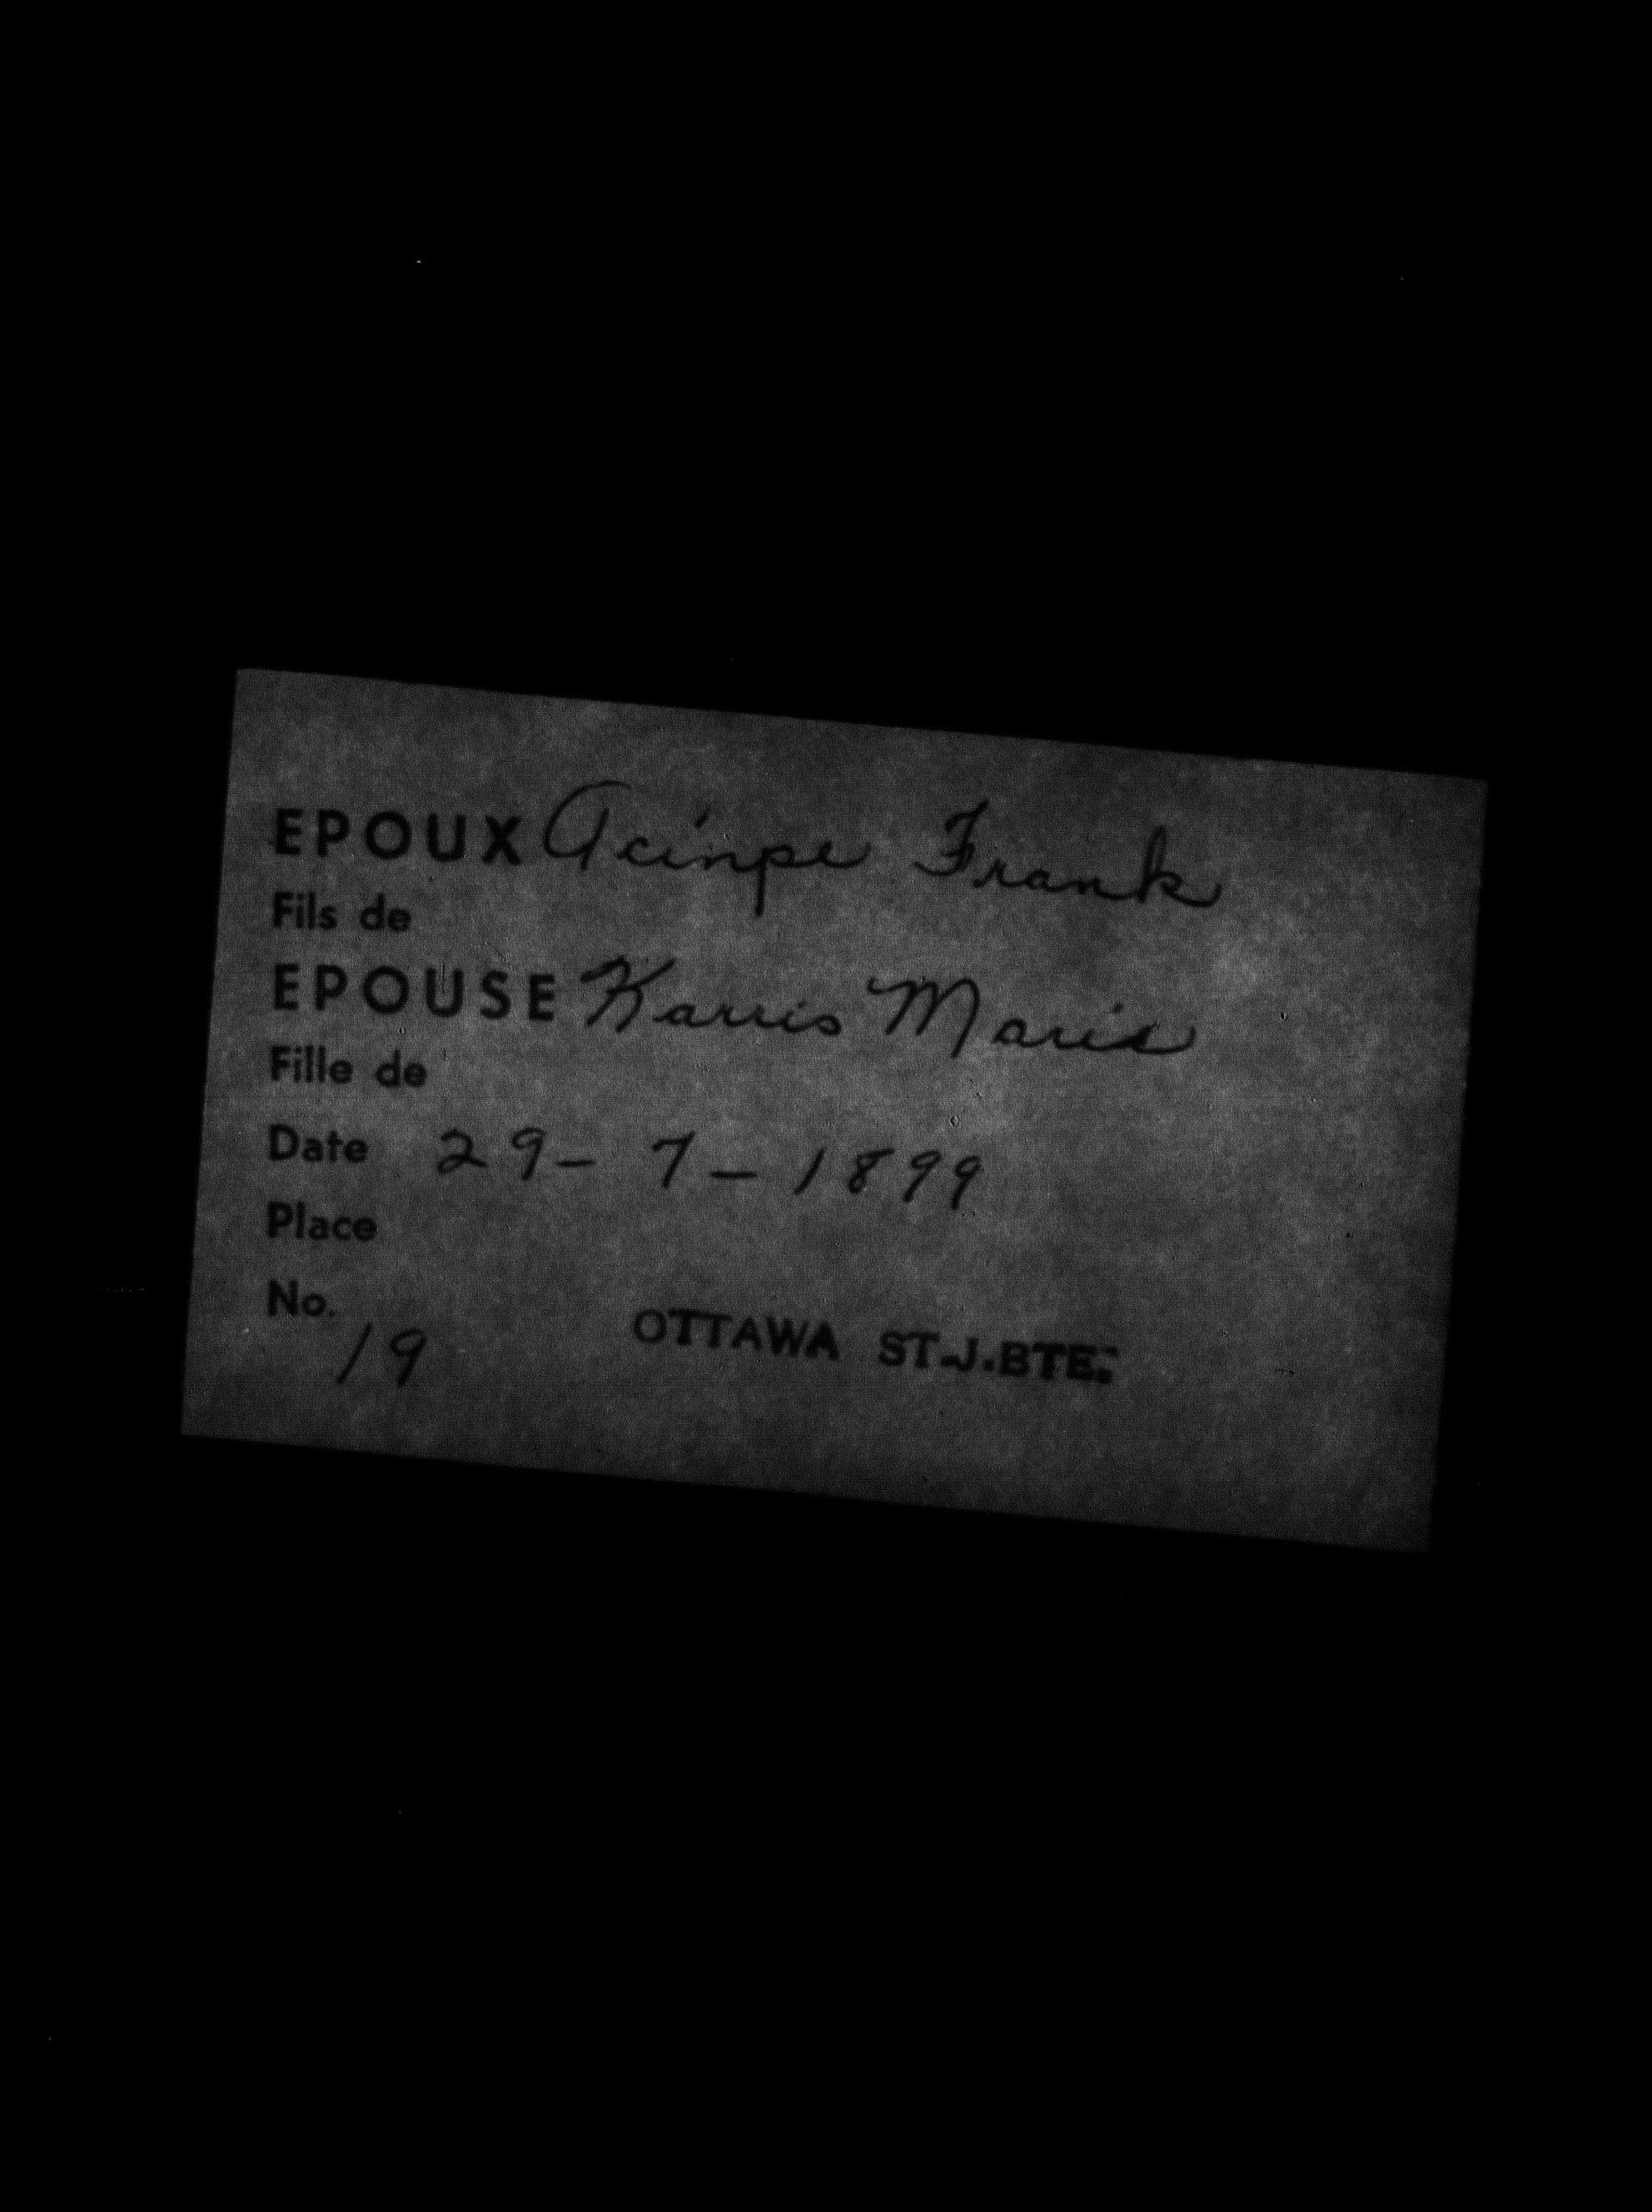 EPOUX Acinpe Frank
Fils de
EPOUSE Karris Marie
Fille de
Date 29 - 7 - 1899
Place
No.
19 OTTAWA ST.J.BTE.